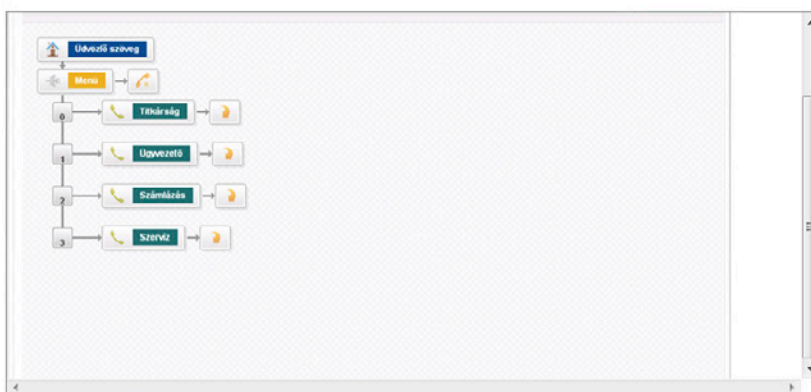 Üdvözlő szöveg
Menü
0 Titkárság
1 Ügyvezető
2 Számlázás
3 Szerviz